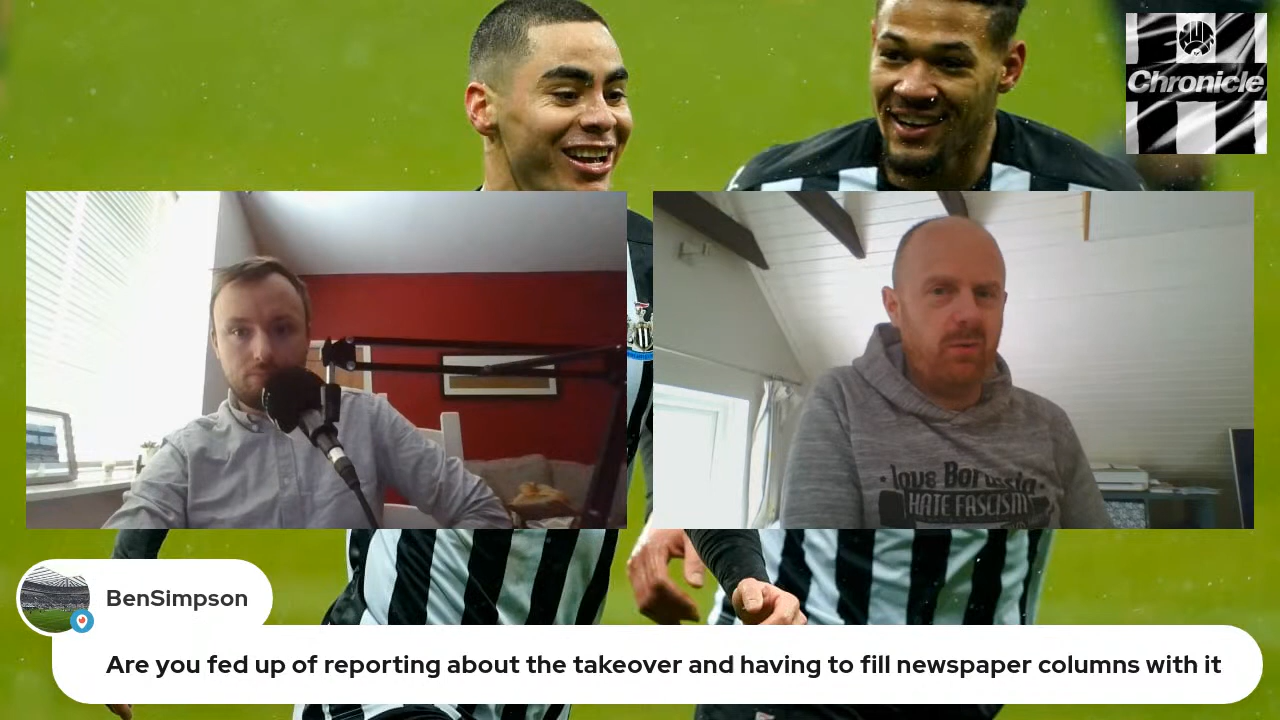 Chronicle
love Borussia
HATE FASCISM
BenSimpson
Are you fed up of reporting about the takeover and having to fill newspaper columns with it